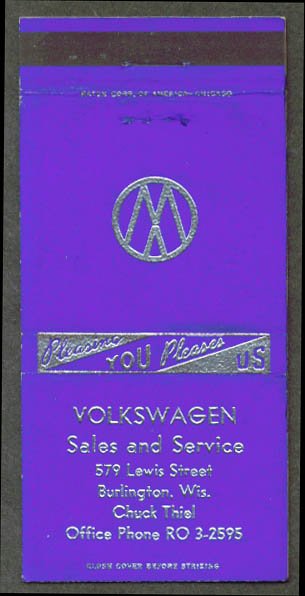 MATCH CORP. OF AMERICA-CHICAGO
Pleasing YOU Pleases US
VOLKSWAGEN
Sales and Service
579 Lewis Street
Burlington, Wis.
Chuck Thiel
Office Phone RO 3-2595
CLOSE COVER BEFORE STRIKING